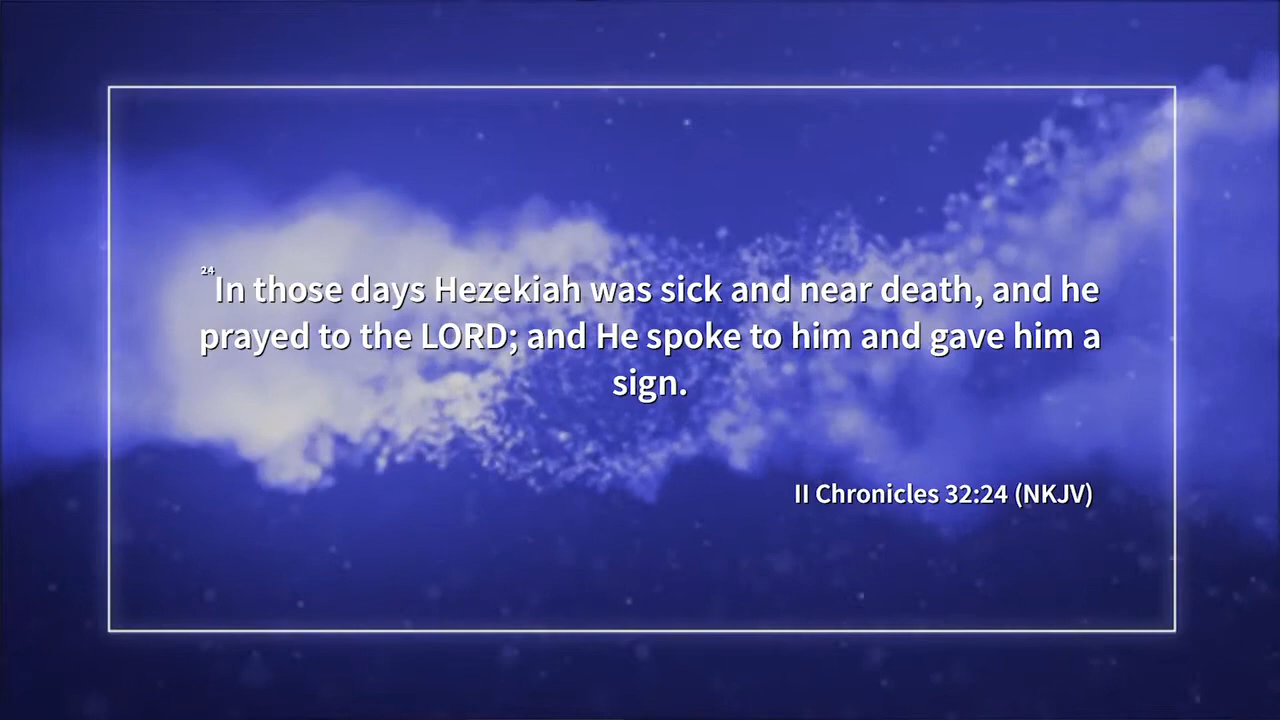 24In those days Hezekiah was sick and near death, and he
prayed to the LORD; and He spoke to him and gave him a
sign.
II Chronicles 32:24 (NKJV)